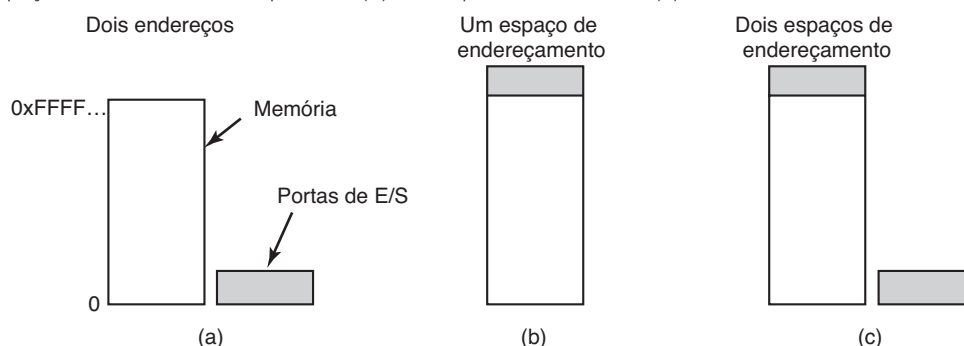 Dois endereços
Um espaço de
endereçamento
Dois espaços de
endereçamento
0xFFFF…
Memória
Portas de E/S
0
(a)
(b)
(c)